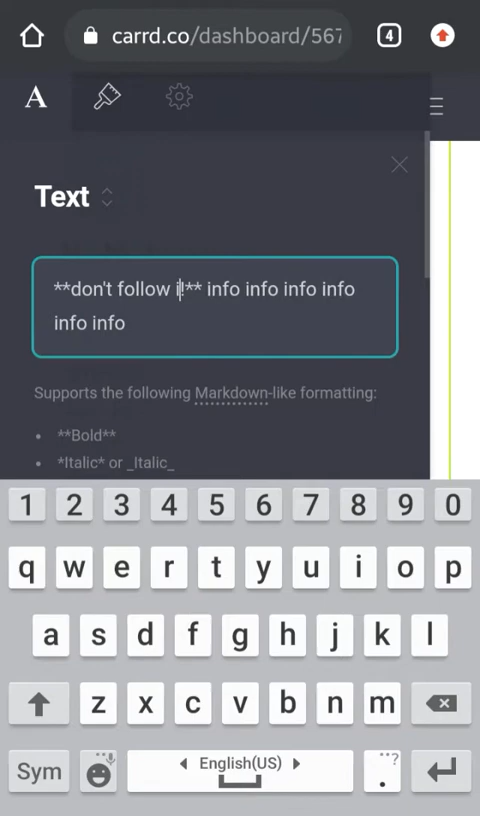 carrd.co/dashboard/567
4
A
Text
**don't follow i!** info info info info
info info
Supports the following Markdown-like formatting:
• **Bold**
• *Italic* or _Italic_
1 2 3 4 5 6 7 8 9 0
q w e r t y u i o p
a s d f g h j k l
z x c v b n m
Sym English(US) . ?